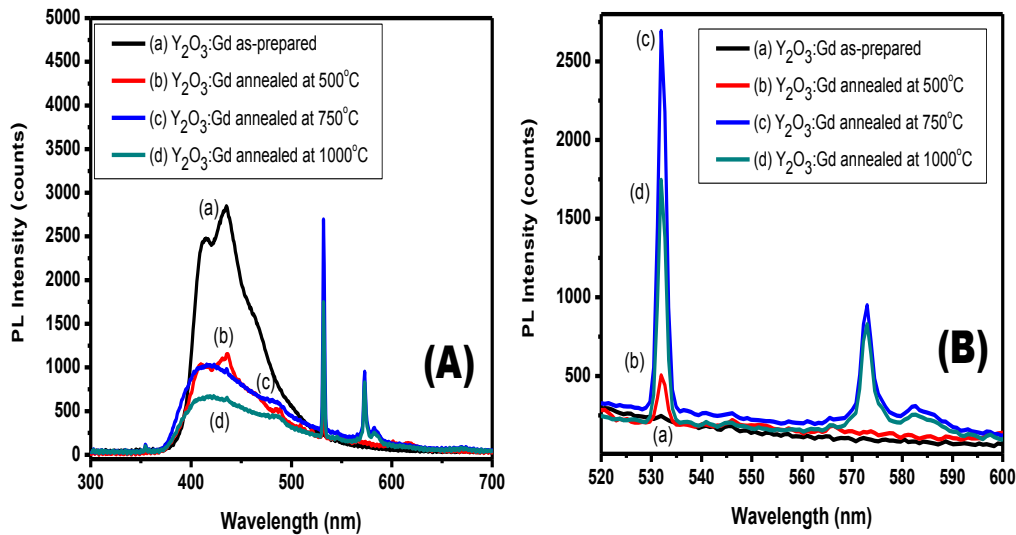 5000
4500
4000
3500
3000
2500
2000
1500
1000
500
0
PL Intensity (counts)
(a) Y₂O₃:Gd as-prepared
(b) Y₂O₃:Gd annealed at 500°C
(c) Y₂O₃:Gd annealed at 750°C
(d) Y₂O₃:Gd annealed at 1000°C
(a)
(b)
(c)
(d)
(A)
300 400 500 600 700
Wavelength (nm)
2500
2000
1500
1000
500
PL Intensity (counts)
(a) Y₂O₃:Gd as-prepared
(b) Y₂O₃:Gd annealed at 500°C
(c) Y₂O₃:Gd annealed at 750°C
(d) Y₂O₃:Gd annealed at 1000°C
(c)
(d)
(b)
(a)
(B)
520 530 540 550 560 570 580 590 600
Wavelength (nm)